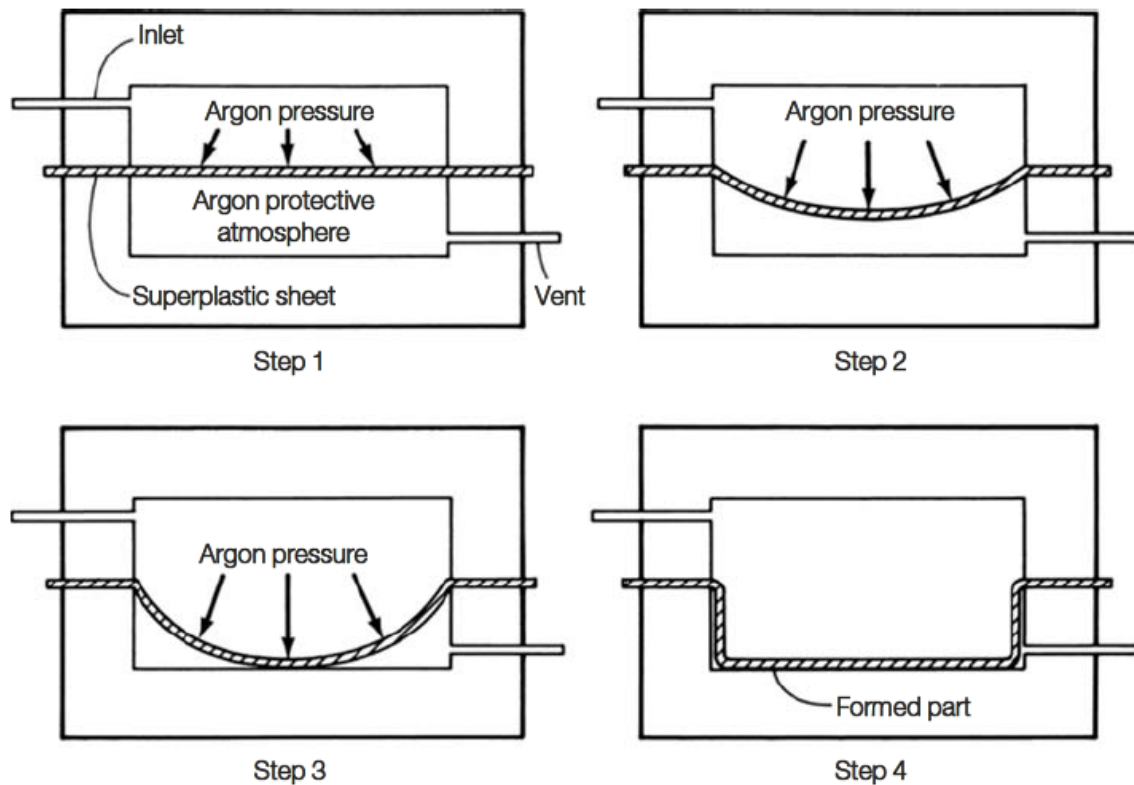 Inlet
Argon pressure
Argon protective
atmosphere
Superplastic sheet
Vent
Step 1
Argon pressure
Step 2
Argon pressure
Step 3
Formed part
Step 4